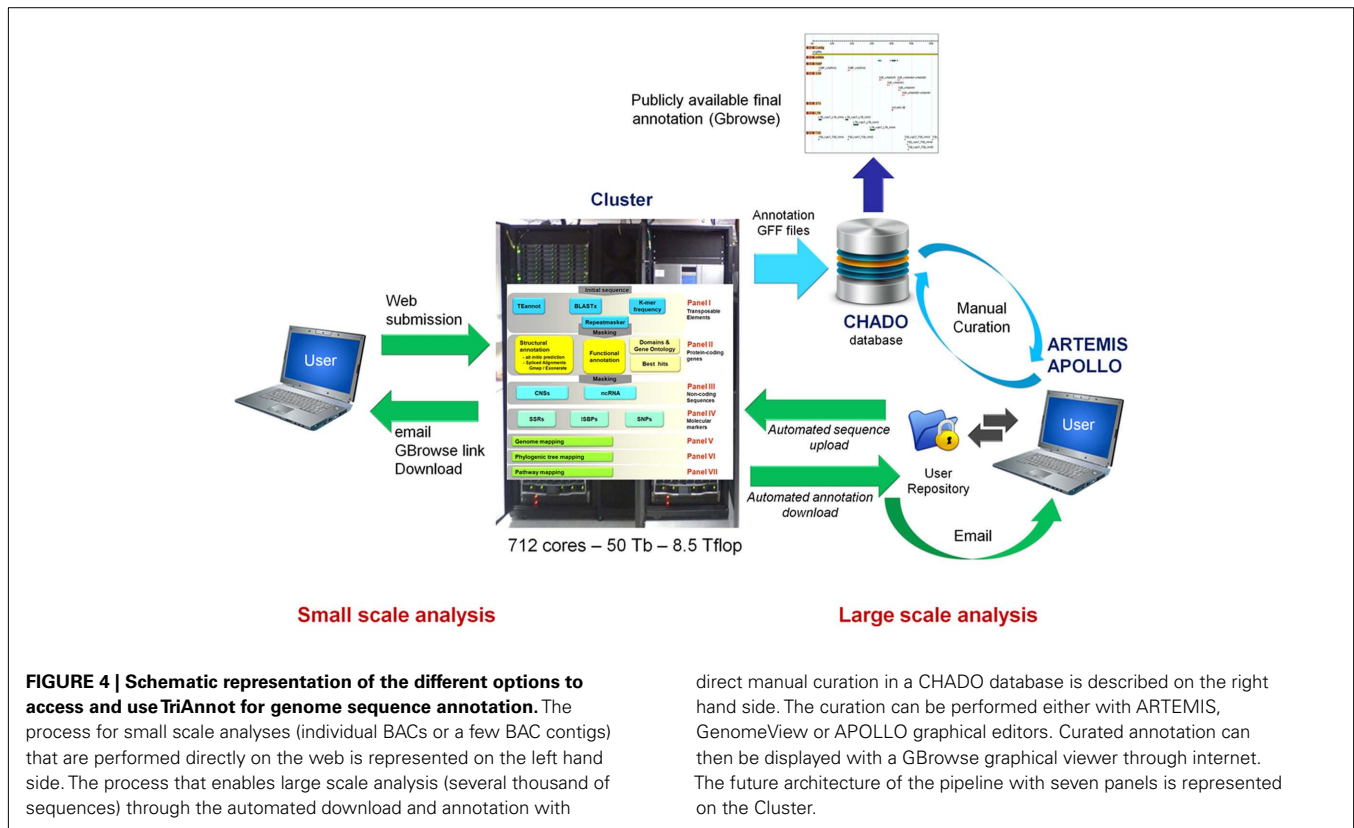 Publicly available final
annotation (Gbrowse)
Cluster
Annotation
GFF files
Web
submission
User
email
GBrowse link
Download
Initial sequence
TEannot
BLASTx
K-mer
frequency
Repeatmasker
Panel I
Transposable
Elements
Masking
Structural
annotation
- ab initio prediction
- Spliced Alignments
Gmap / Exonerate
Functional
annotation
Domains &
Gene Ontology
Best hits
Panel II
Protein-coding
genes
Masking
CNSs
ncRNA
Panel III
Non-coding
Sequences
SSRs
ISBPs
SNPs
Panel IV
Molecular
markers
Genome mapping
Panel V
Phylogenic tree mapping
Panel VI
Pathway mapping
Panel VII
712 cores – 50 Tb – 8.5 Tflop
CHADO
database
Manual
Curation
ARTEMIS
APOLLO
User
Automated sequence
upload
User
Repository
Automated annotation
download
Email
Small scale analysis
Large scale analysis
FIGURE 4 | Schematic representation of the different options to
access and use TriAnnot for genome sequence annotation. The
process for small scale analyses (individual BACs or a few BAC contigs)
that are performed directly on the web is represented on the left hand
side. The process that enables large scale analysis (several thousand of
sequences) through the automated download and annotation with
direct manual curation in a CHADO database is described on the right
hand side. The curation can be performed either with ARTEMIS,
GenomeView or APOLLO graphical editors. Curated annotation can
then be displayed with a GBrowse graphical viewer through internet.
The future architecture of the pipeline with seven panels is represented
on the Cluster.